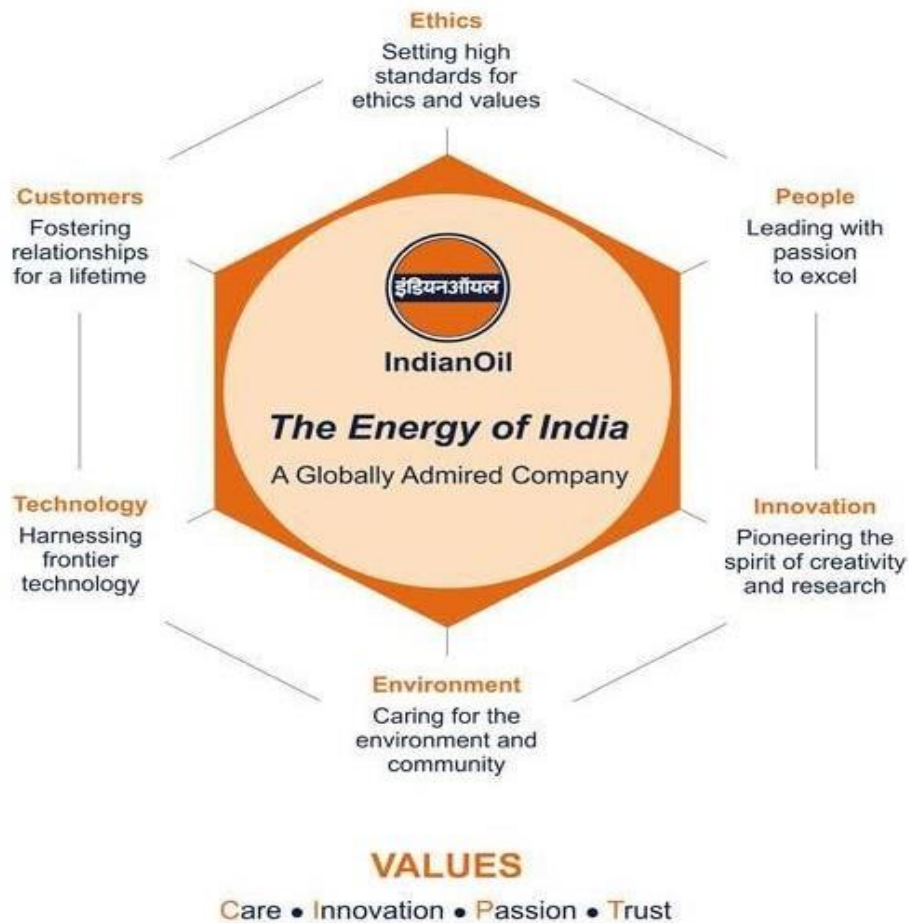 Ethics
Setting high
standards for
ethics and values
Customers
Fostering
relationships
for a lifetime
People
Leading with
passion
to excel
इंडियनऑयल
IndianOil
The Energy of India
A Globally Admired Company
Technology
Harnessing
frontier
technology
Innovation
Pioneering the
spirit of creativity
and research
Environment
Caring for the
environment and
community
VALUES
Care • Innovation • Passion • Trust